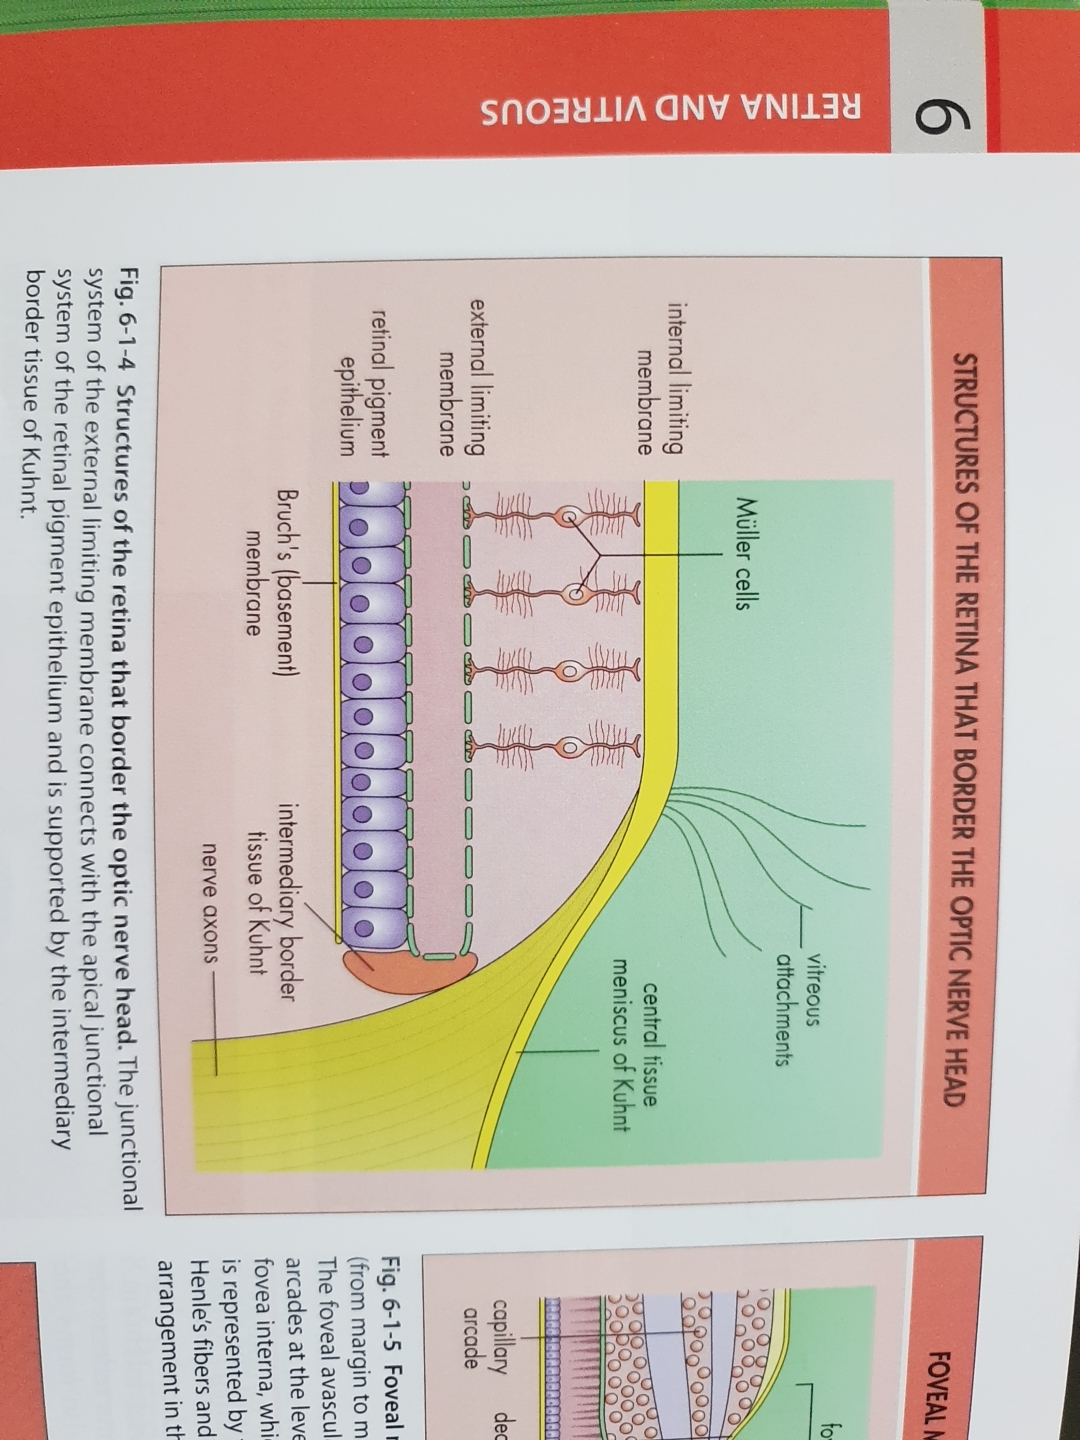 6
RETINA AND VITREOUS
STRUCTURES OF THE RETINA THAT BORDER THE OPTIC NERVE HEAD
Müller cells
internal limiting
membrane
external limiting
membrane
retinal pigment
epithelium
Bruch's (basement)
membrane
vitreous
attachments
central tissue
meniscus of Kuhnt
intermediary border
tissue of Kuhnt
nerve axons
Fig. 6-1-4 Structures of the retina that border the optic nerve head. The junctional
system of the external limiting membrane connects with the apical junctional
system of the retinal pigment epithelium and is supported by the intermediary
border tissue of Kuhnt.
FOVEAL
capillary
arcade
Fig. 6-1-5 Foveal
(from margin to
The foveal
arcades at the
fovea interna,
is represented by
Henle's fibers and
arrangement in